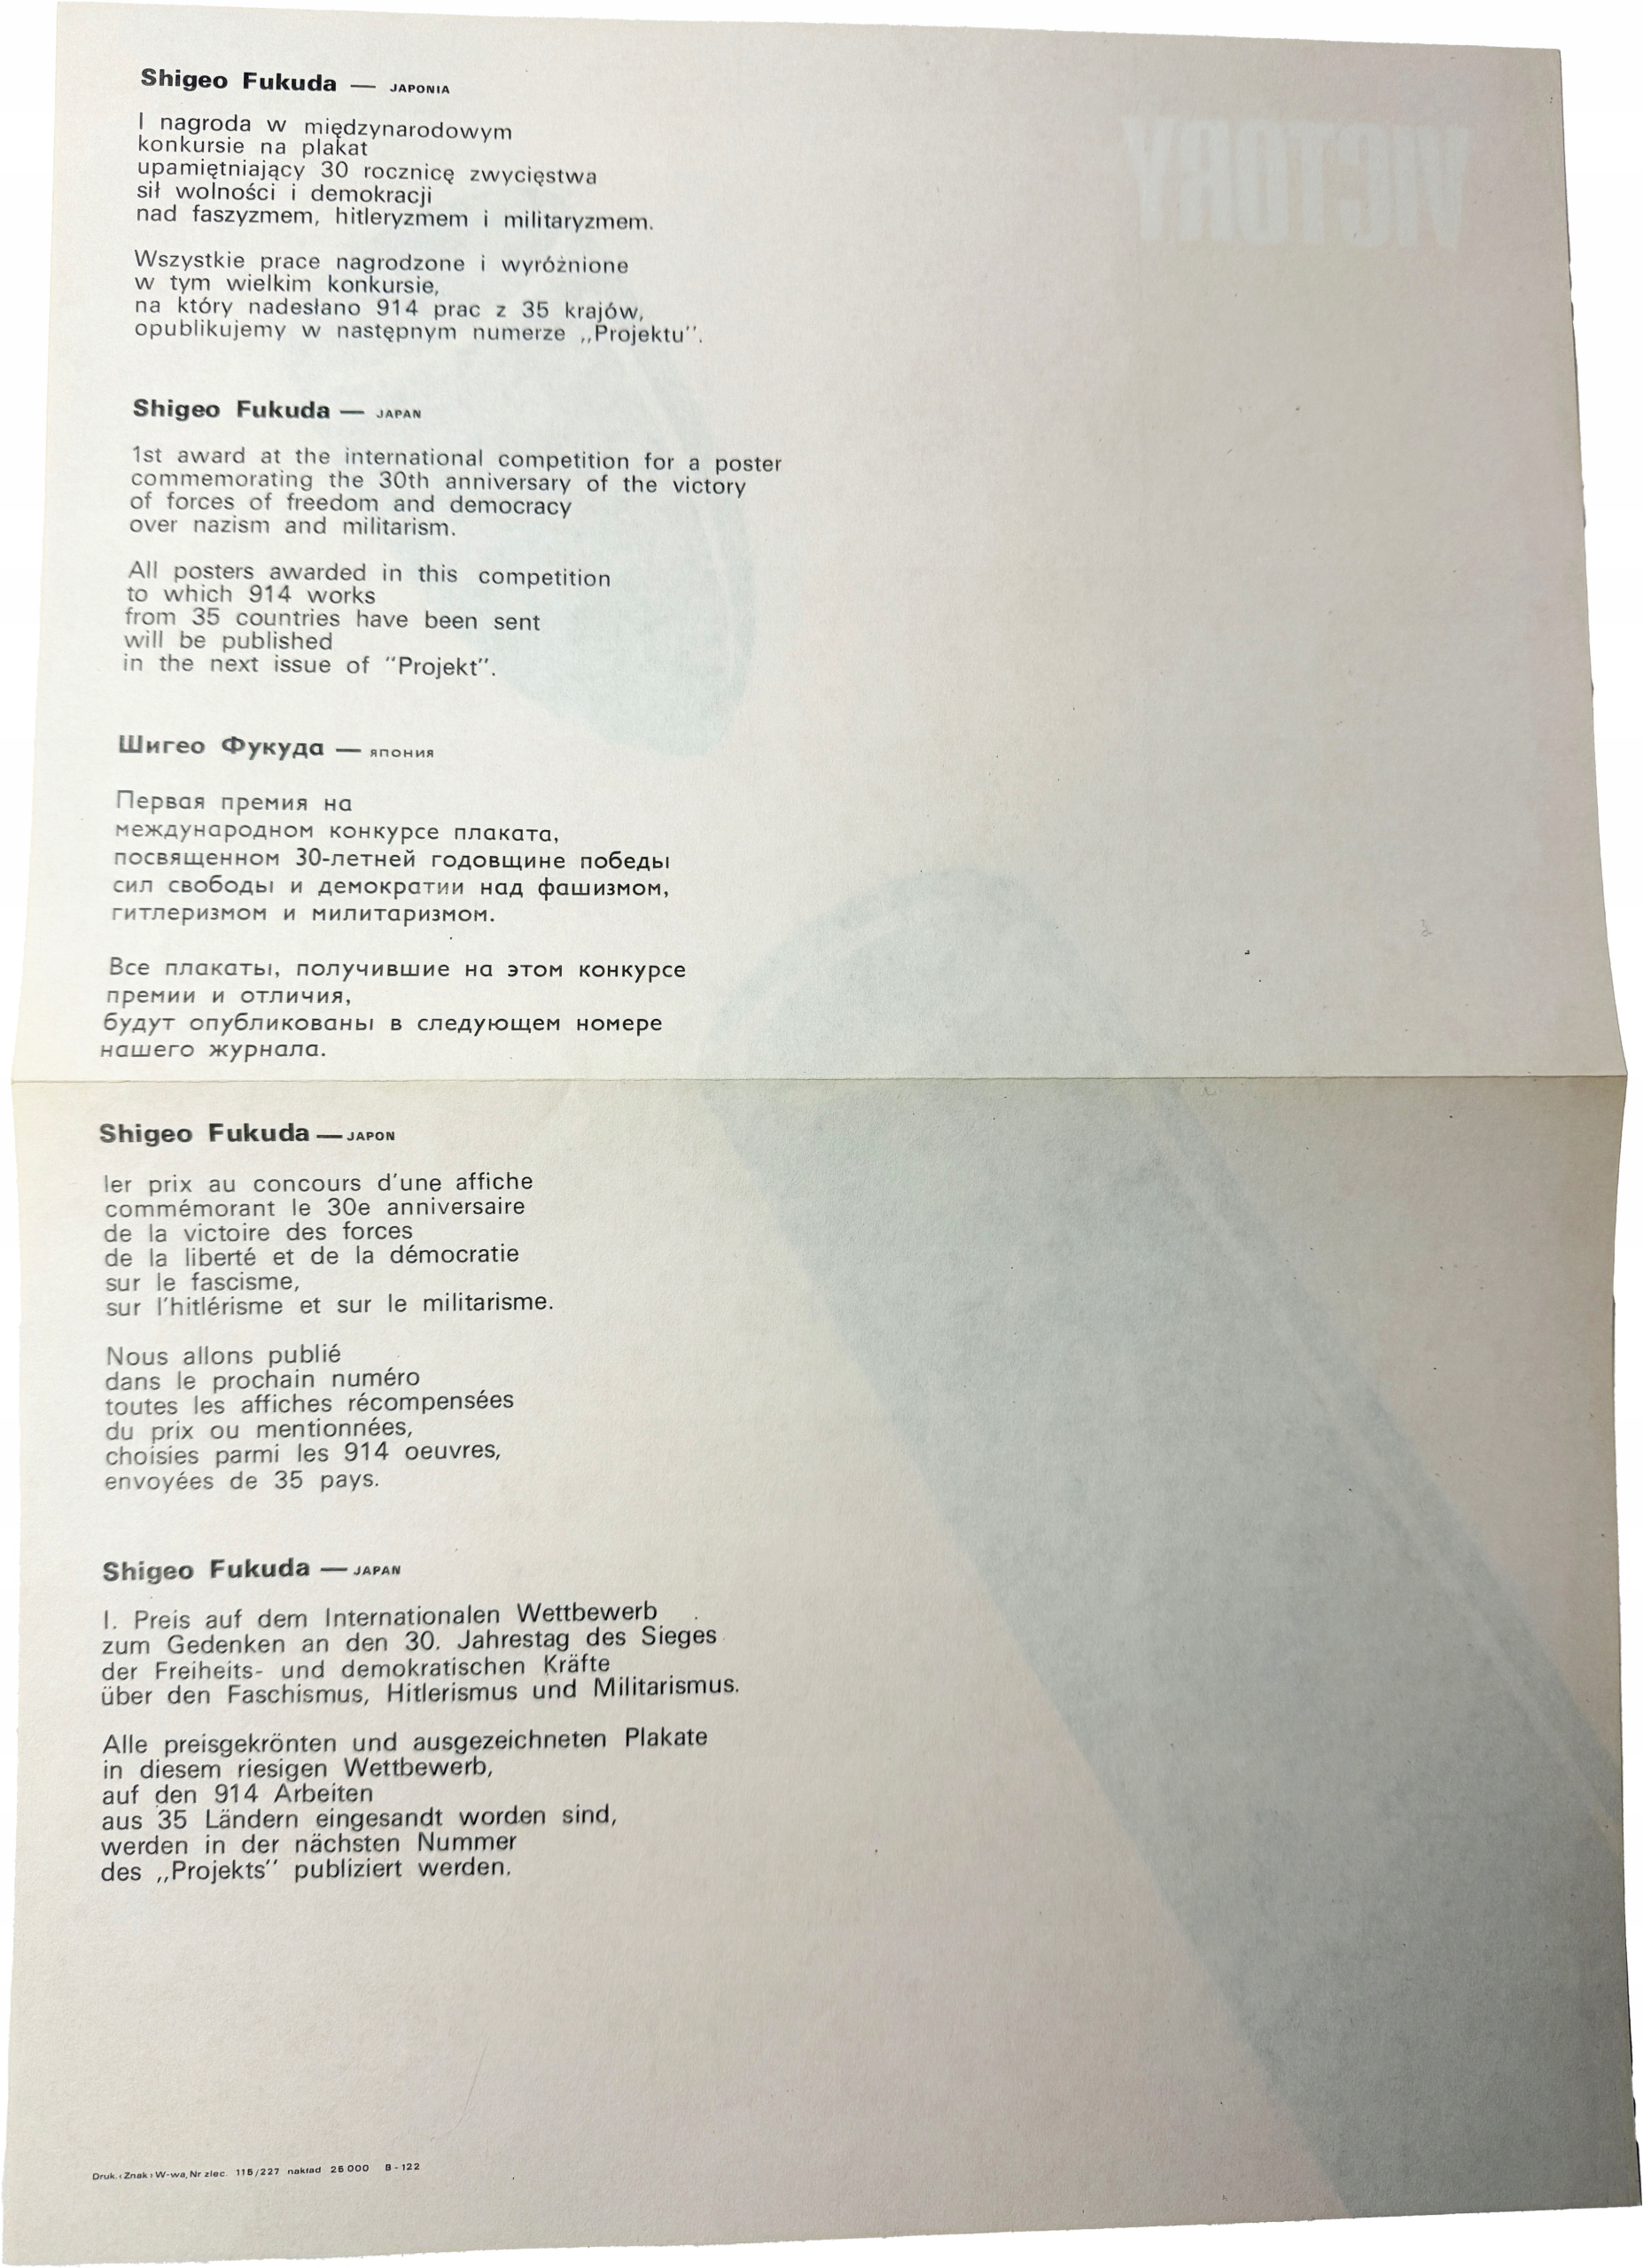 Shigeo Fukuda — JAPONIA
I nagroda w międzynarodowym
konkursie na plakat
upamiętniający 30 rocznicę zwycięstwa
sił wolności i demokracji
nad faszyzmem, hitleryzmem i militaryzmem.
Wszystkie prace nagrodzone i wyróżnione
w tym wielkim konkursie,
na który nadesłano 914 prac z 35 krajów,
opublikujemy w następnym numerze „Projektu”.
VICTORY
Shigeo Fukuda — JAPAN
1st award at the international competition for a poster
commemorating the 30th anniversary of the victory
of forces of freedom and democracy
over nazism and militarism.
All posters awarded in this competition
to which 914 works
from 35 countries have been sent
will be published
in the next issue of “Projekt”.
Шигео Фукуда — япония
Первая премия на
международном конкурсе плаката,
посвященном 30-летней годовщине победы
сил свободы и демократии над фашизмом,
гитлеризмом и милитаризмом.
Все плакаты, получившие на этом конкурсе
премии и отличия,
будут опубликованы в следующем номере
нашего журнала.
Shigeo Fukuda — JAPON
Ier prix au concours d'une affiche
commémorant le 30e anniversaire
de la victoire des forces
de la liberté et de la démocratie
sur le fascisme,
sur l'hitlérisme et sur le militarisme.
Nous allons publié
dans le prochain numéro
toutes les affiches récompensées
du prix ou mentionnées,
choisies parmi les 914 oeuvres,
envoyées de 35 pays.
Shigeo Fukuda — JAPAN
I. Preis auf dem Internationalen Wettbewerb
zum Gedenken an den 30. Jahrestag des Sieges
der Freiheits- und demokratischen Kräfte
über den Faschismus, Hitlerismus und Militarismus.
Alle preisgekrönten und ausgezeichneten Plakate
in diesem riesigen Wettbewerb,
auf den 914 Arbeiten
aus 35 Ländern eingesandt worden sind,
werden in der nächsten Nummer
des „Projekts” publiziert werden.
Druk. ‹Znak› W-wa, Nr zlec. 115/227 nakład 25 000 B-122